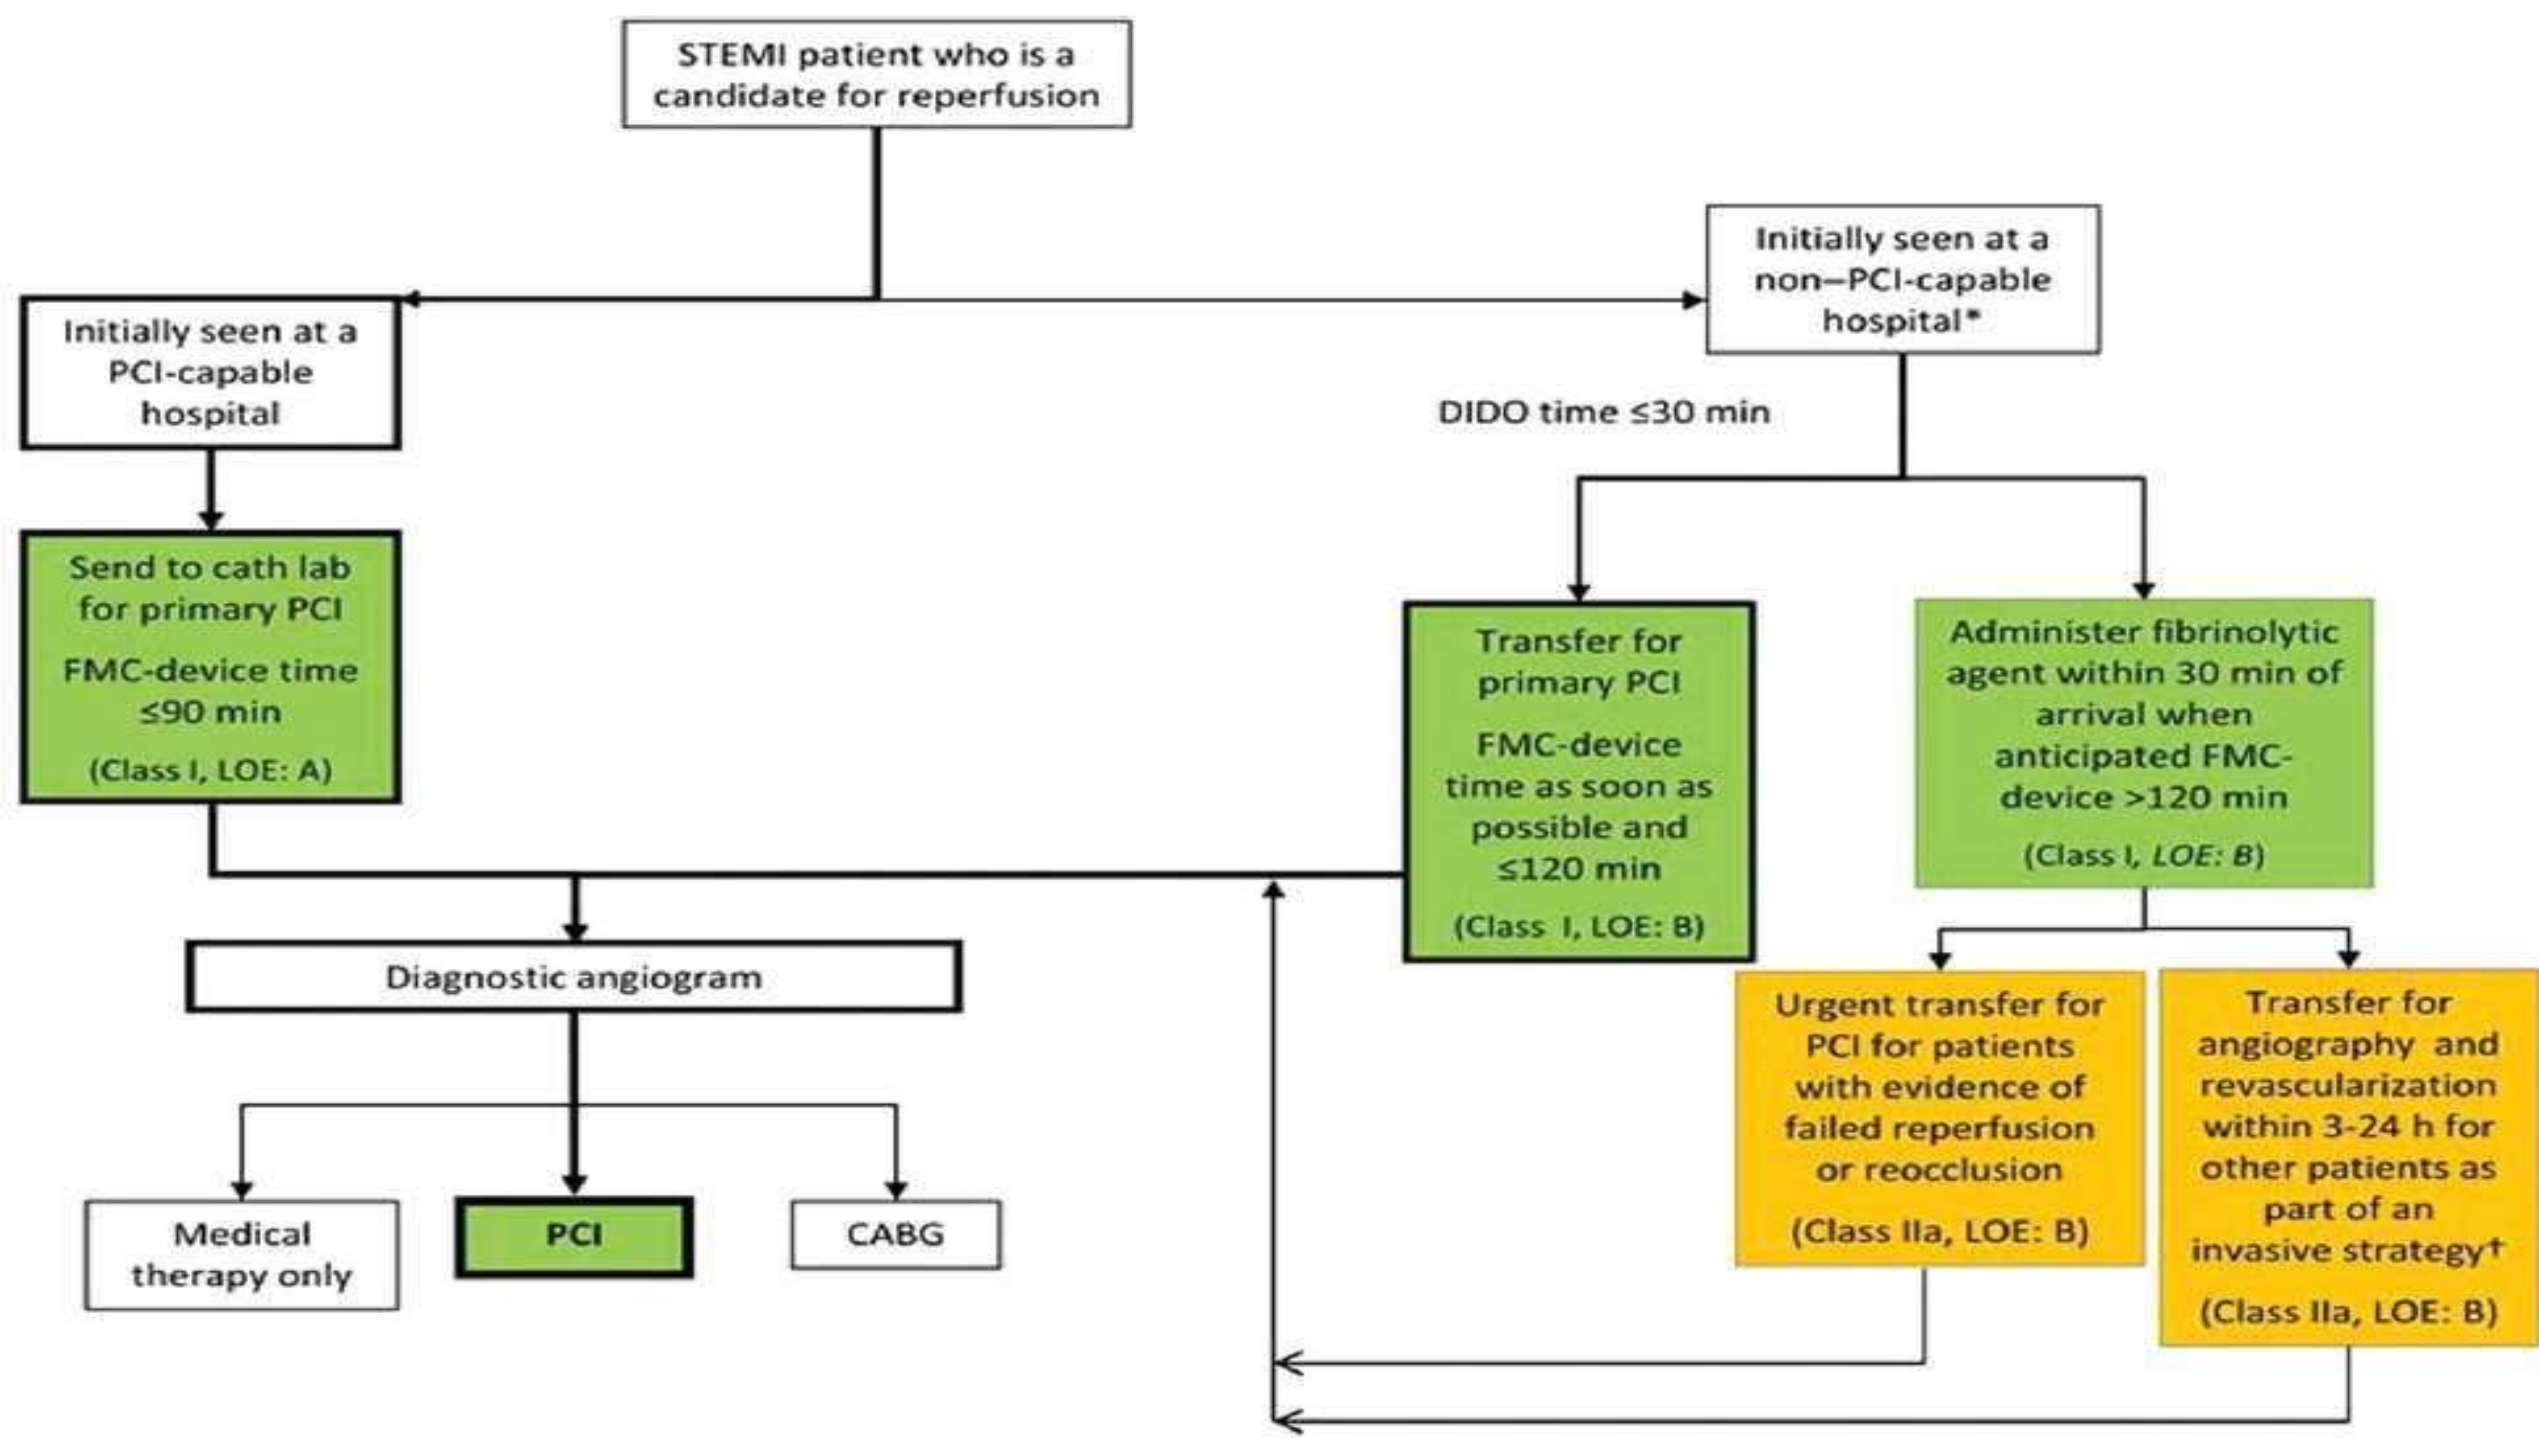 STEMI patient who is a
candidate for reperfusion
Initially seen at a
non–PCI-capable
hospital*
Initially seen at a
PCI-capable
hospital
DIDO time ≤30 min
Send to cath lab
for primary PCI
FMC-device time
≤90 min
(Class I, LOE: A)
Transfer for
primary PCI
FMC-device
time as soon as
possible and
≤120 min
(Class I, LOE: B)
Administer fibrinolytic
agent within 30 min of
arrival when
anticipated FMC-
device >120 min
(Class I, LOE: B)
Diagnostic angiogram
Urgent transfer for
PCI for patients
with evidence of
failed reperfusion
or reocclusion
(Class IIa, LOE: B)
Transfer for
angiography and
revascularization
within 3-24 h for
other patients as
part of an
invasive strategy†
(Class IIa, LOE: B)
Medical
therapy only
PCI
CABG